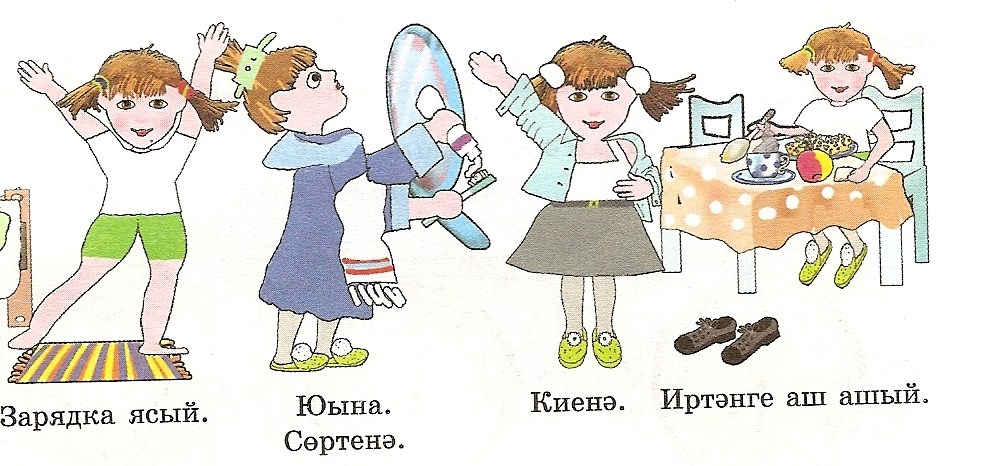 Зарядка ясый.
Юына.
Сөртенә.
Киенә.
Иртәнге аш ашый.